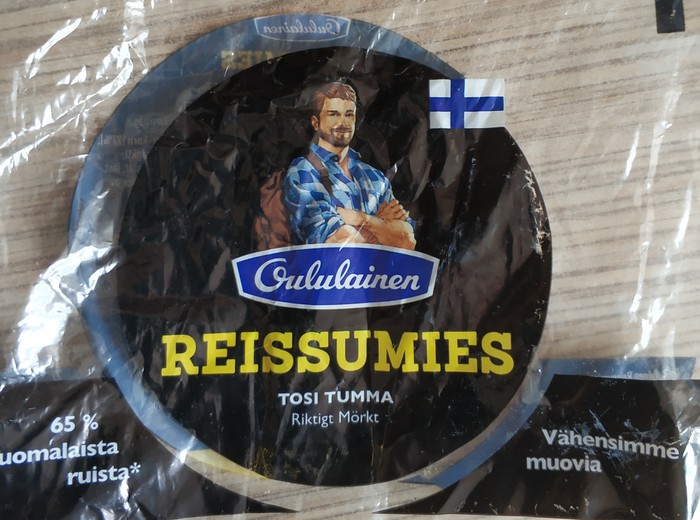 Oululainen
Oululainen
REISSUMIES
TOSI TUMMA
Riktigt Mörkt
65 %
uomalaista
ruista*
Vähensimme
muovia